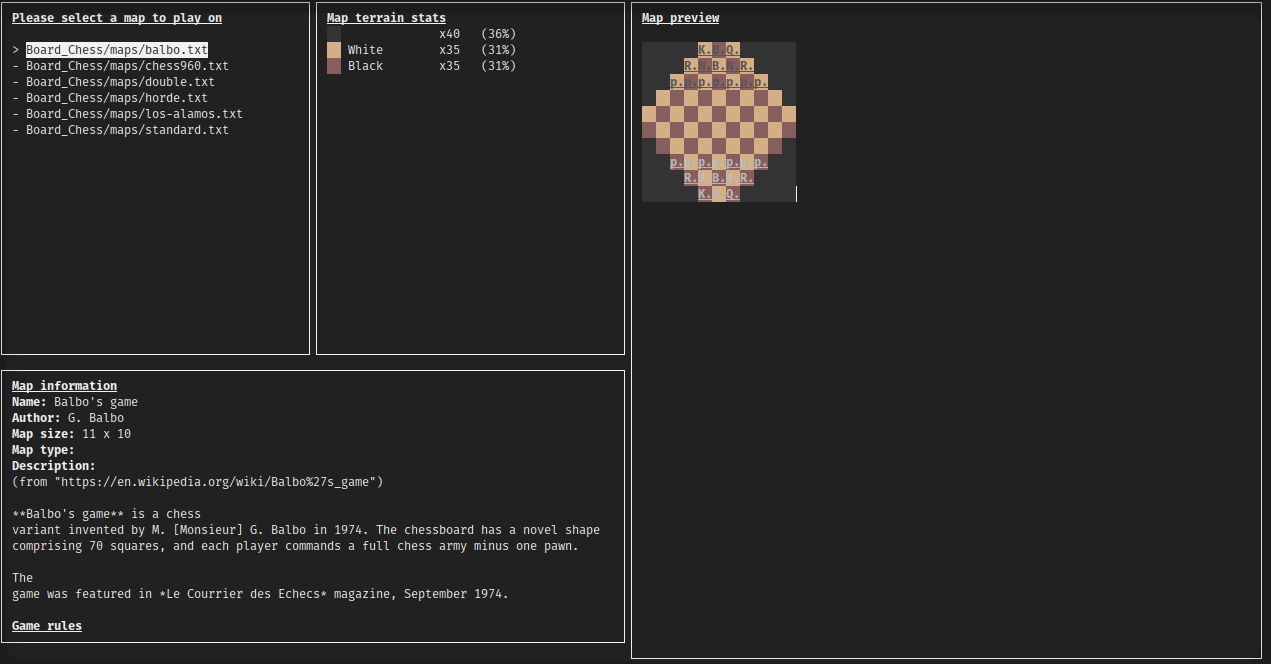 Please select a map to play on
> Board_Chess/maps/balbo.txt
- Board_Chess/maps/chess960.txt
- Board_Chess/maps/double.txt
- Board_Chess/maps/horde.txt
- Board_Chess/maps/los-alamos.txt
- Board_Chess/maps/standard.txt
Map terrain stats
x40 (36%)
White x35 (31%)
Black x35 (31%)
Map information
Name: Balbo's game
Author: G. Balbo
Map size: 11 x 10
Map type:
Description:
(from "https://en.wikipedia.org/wiki/Balbo%27s_game")
**Balbo's game** is a chess
variant invented by M. [Monsieur] G. Balbo in 1974. The chessboard has a novel shape
comprising 70 squares, and each player commands a full chess army minus one pawn.
The
game was featured in *Le Courrier des Echecs* magazine, September 1974.
Game rules
Map preview
K.B.Q.
R.N.B.N.R.
p.p.p.p.p.p.p.
p.p.p.p.p.p.p.
R.N.B.N.R.
K.B.Q.